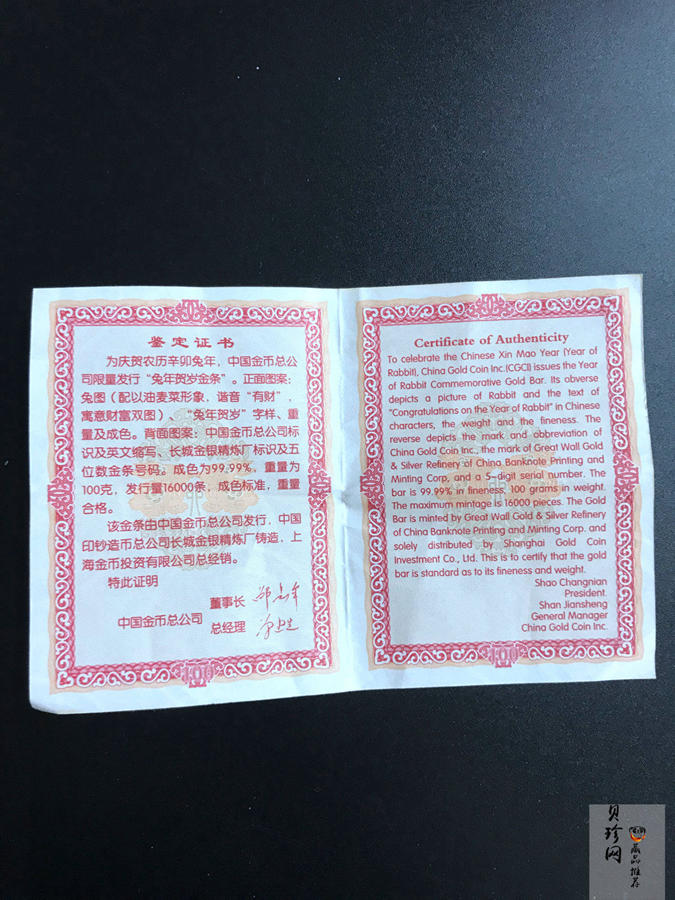 鉴定证书
为庆贺农历辛卯兔年，中国金币总公
司限量发行“兔年贺岁金条”。正面图案：
兔图（配以油麦菜形象，谐音“有财”，
寓意财富双图）、“兔年贺岁”字样、重
量及成色。背面图案：中国金币总公司标
识及英文缩写、长城金银精炼厂标识及五
位数金条号码。成色为99.99%，重量为
100克，发行量16000条，成色标准，重量
合格。
该金条由中国金币总公司发行，中国
印钞造币总公司长城金银精炼厂铸造，上
海金币投资有限公司总经销。
特此证明
中国金币总公司
董事长
总经理
100
Certificate of Authenticity
To celebrate the Chinese Xin Mao Year (Year of
Rabbit), China Gold Coin Inc.(CGCI) issues the Year
of Rabbit Commemorative Gold Bar. Its obverse
depicts a picture of Rabbit and the text of
"Congratulations on the Year of Rabbit" in Chinese
characters, the weight and the fineness. The
reverse depicts the mark and abbreviation of
China Gold Coin Inc., the mark of Great Wall Gold
& Silver Refinery of China Banknote Printing and
Minting Corp, and a 5-digit serial number. The
bar is 99.99% in fineness, 100 grams in weight.
The maximum mintage is 16000 pieces. The Gold
Bar is minted by Great Wall Gold & Silver Refinery
of China Banknote Printing and Minting Corp. and
solely distributed by Shanghai Gold Coin
Investment Co., Ltd. This is to certify that the gold
bar is standard as to its fineness and weight.
Shao Changnian
President.
Shan Jiansheng
General Manager
China Gold Coin Inc.
100
贝珍网
藏品推荐